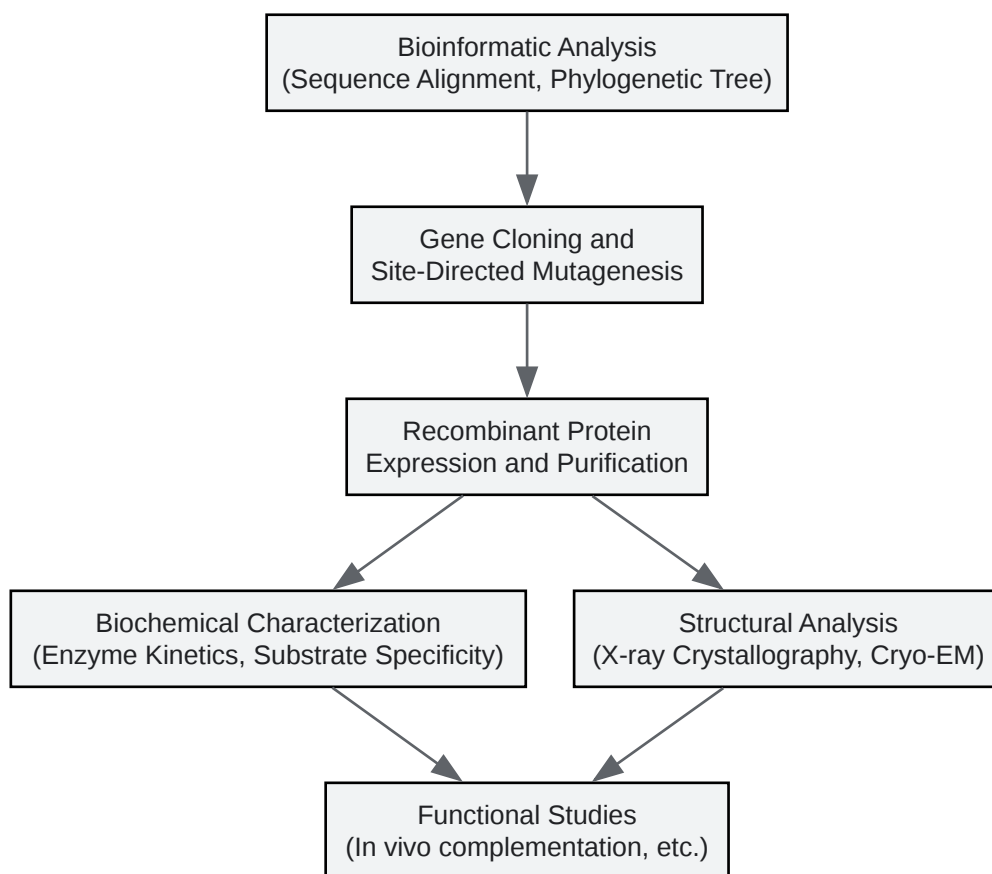 Bioinformatic Analysis
(Sequence Alignment, Phylogenetic Tree)
Gene Cloning and
Site-Directed Mutagenesis
Recombinant Protein
Expression and Purification
Biochemical Characterization
(Enzyme Kinetics, Substrate Specificity)
Structural Analysis
(X-ray Crystallography, Cryo-EM)
Functional Studies
(In vivo complementation, etc.)